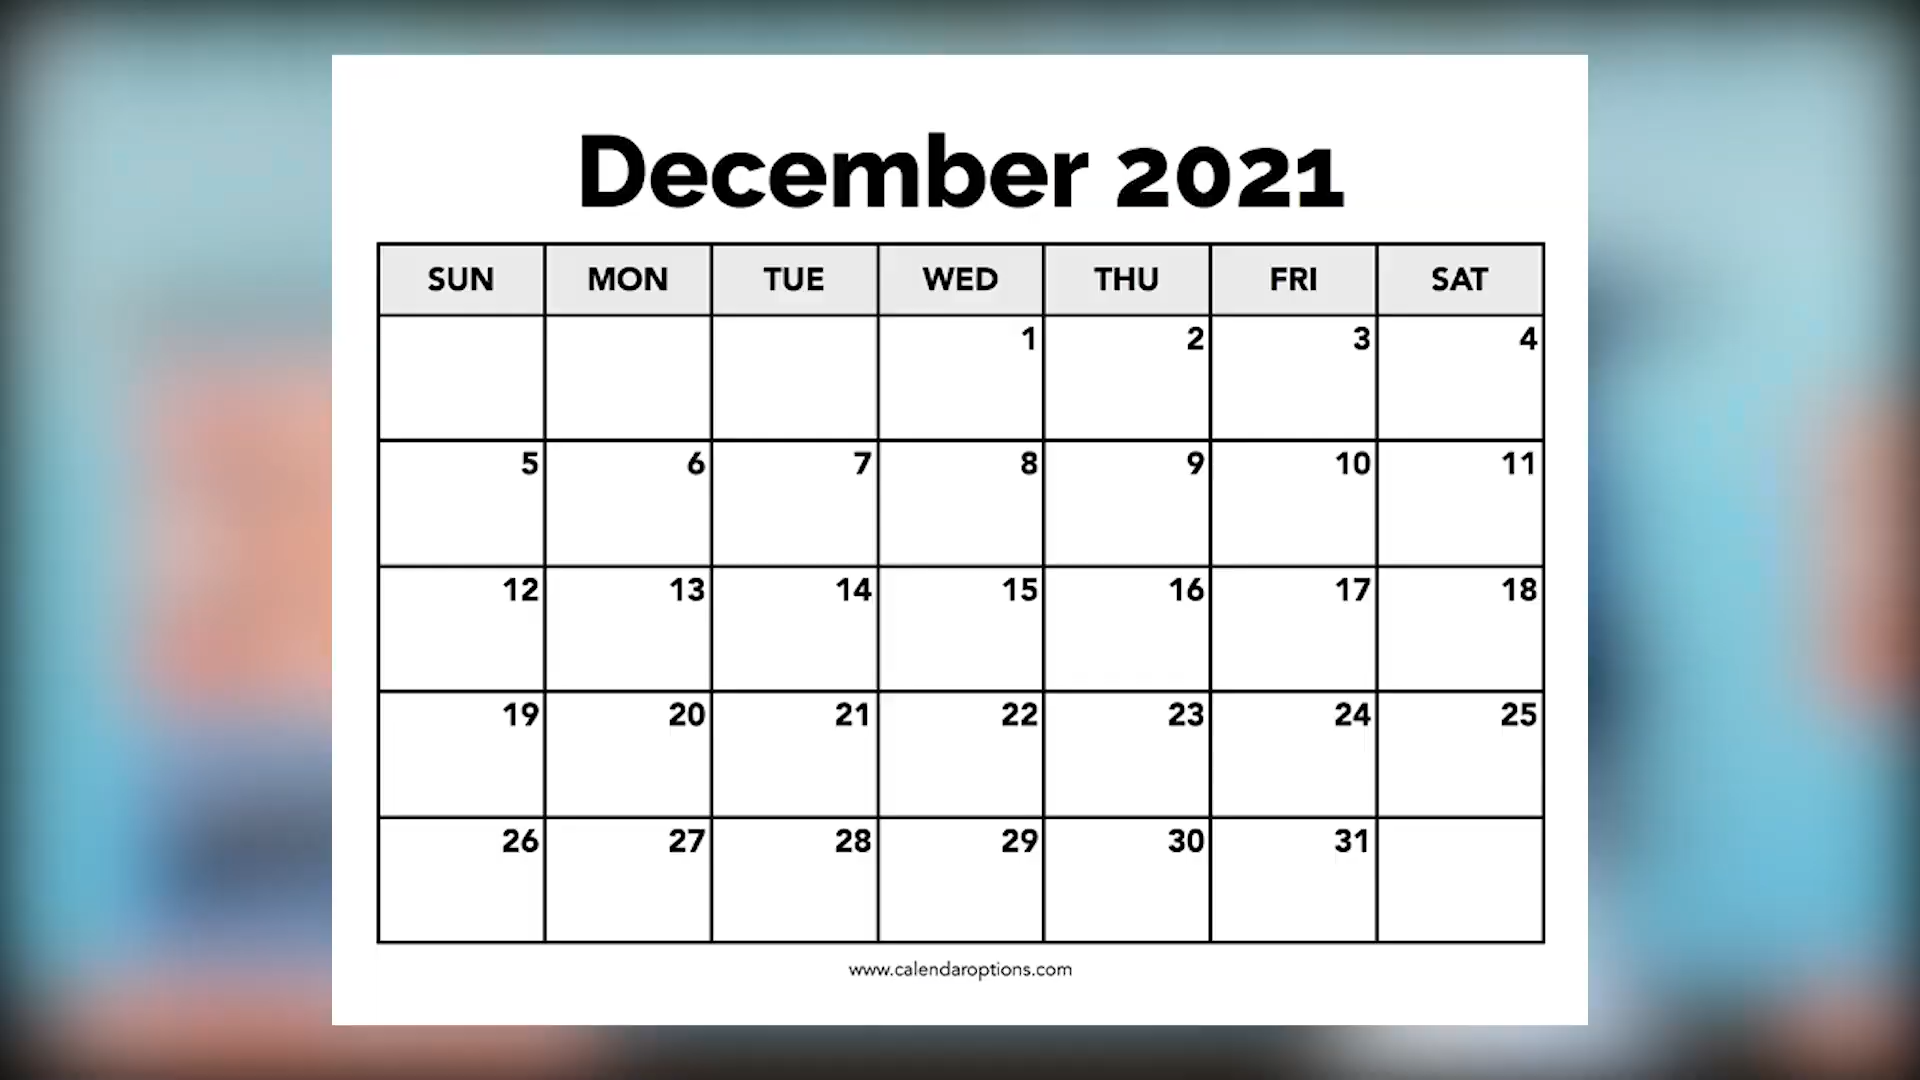 December 2021
SUN MON TUE WED THU FRI SAT
1 2 3 4
5 6 7 8 9 10 11
12 13 14 15 16 17 18
19 20 21 22 23 24 25
26 27 28 29 30 31
www.calendaroptions.com